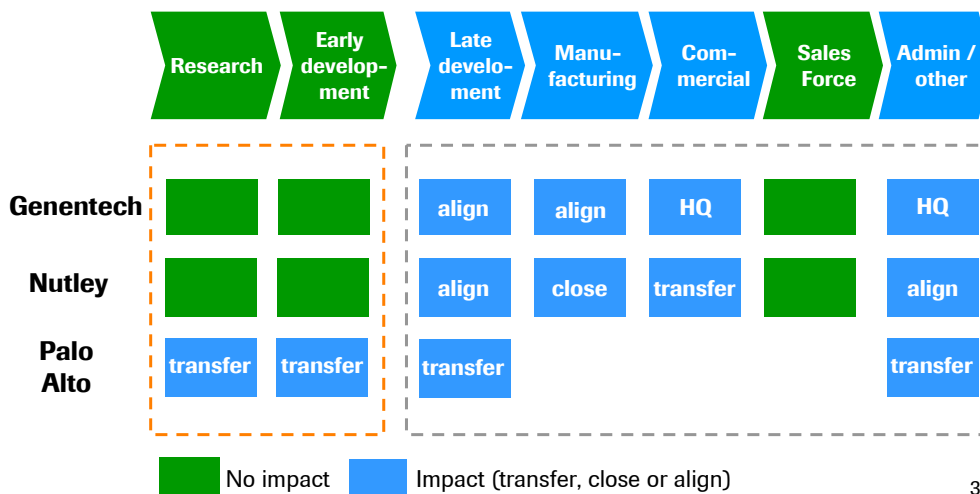 Research
Early
develop-
ment
Late
develo-
ment
Manu-
facturing
Com-
mercial
Sales
Force
Admin /
other
Genentech
align
align
HQ
HQ
Nutley
align
close
transfer
align
Palo
Alto
transfer
transfer
transfer
transfer
No impact
Impact (transfer, close or align)
3